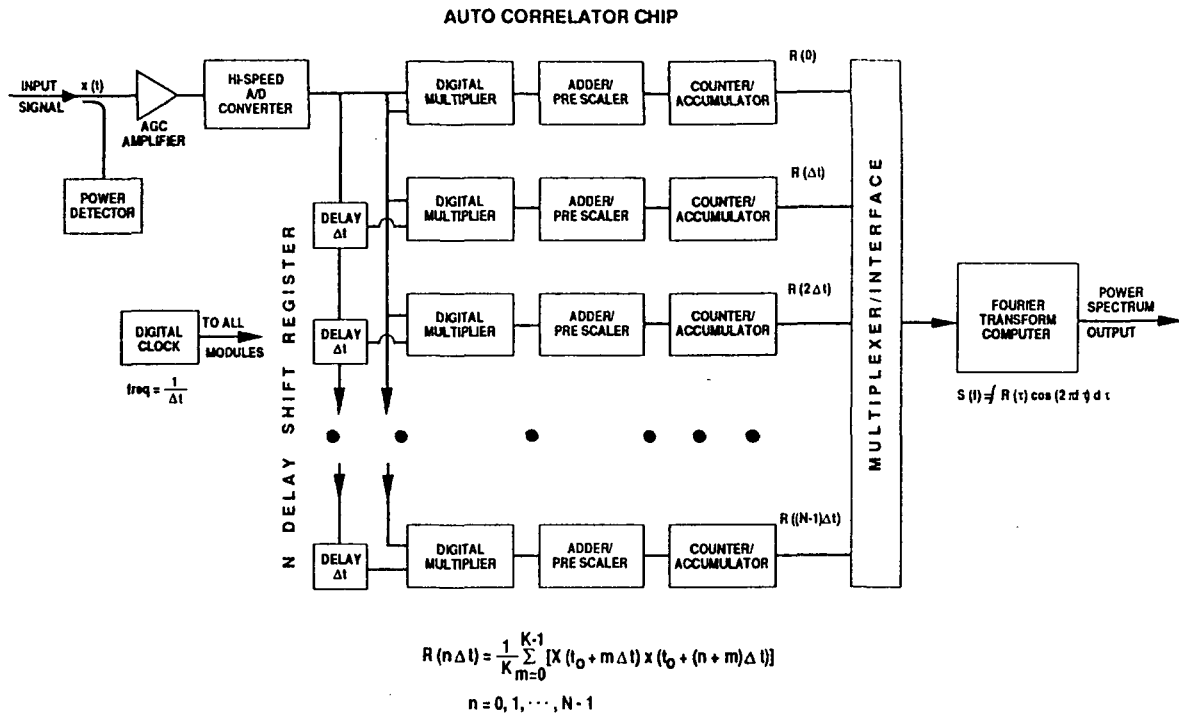 AUTO CORRELATOR CHIP
INPUT
SIGNAL
x (t)
AGC
AMPLIFIER
HI-SPEED
A/D
CONVERTER
POWER
DETECTOR
DIGITAL
MULTIPLIER
ADDER/
PRE SCALER
COUNTER/
ACCUMULATOR
R (0)
DELAY
Δt
DIGITAL
MULTIPLIER
ADDER/
PRE SCALER
COUNTER/
ACCUMULATOR
R (Δt)
DELAY
Δt
DIGITAL
MULTIPLIER
ADDER/
PRE SCALER
COUNTER/
ACCUMULATOR
R (2Δt)
DIGITAL
CLOCK
TO ALL
MODULES
freq = 1/Δt
N DELAY SHIFT REGISTER
DELAY
Δt
DIGITAL
MULTIPLIER
ADDER/
PRE SCALER
COUNTER/
ACCUMULATOR
R ((N-1)Δt)
MULTIPLEXER/INTERFACE
FOURIER
TRANSFORM
COMPUTER
POWER
SPECTRUM
OUTPUT
S (f) = ∫ R (τ) cos (2 πf τ) d τ
R (n Δ t) = 1/K Σ m=0 K-1 [X (t₀ + m Δ t) x (t₀ + (n + m) Δ t)]
n = 0, 1, · · · , N - 1